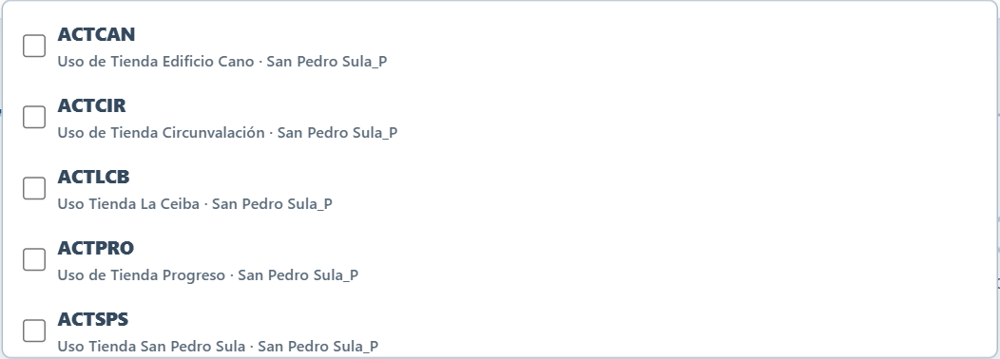 ACTCAN
Uso de Tienda Edificio Cano · San Pedro Sula_P
ACTCIR
Uso de Tienda Circunvalación · San Pedro Sula_P
ACTLCB
Uso Tienda La Ceiba · San Pedro Sula_P
ACTPRO
Uso de Tienda Progreso · San Pedro Sula_P
ACTSPS
Uso Tienda San Pedro Sula · San Pedro Sula_P